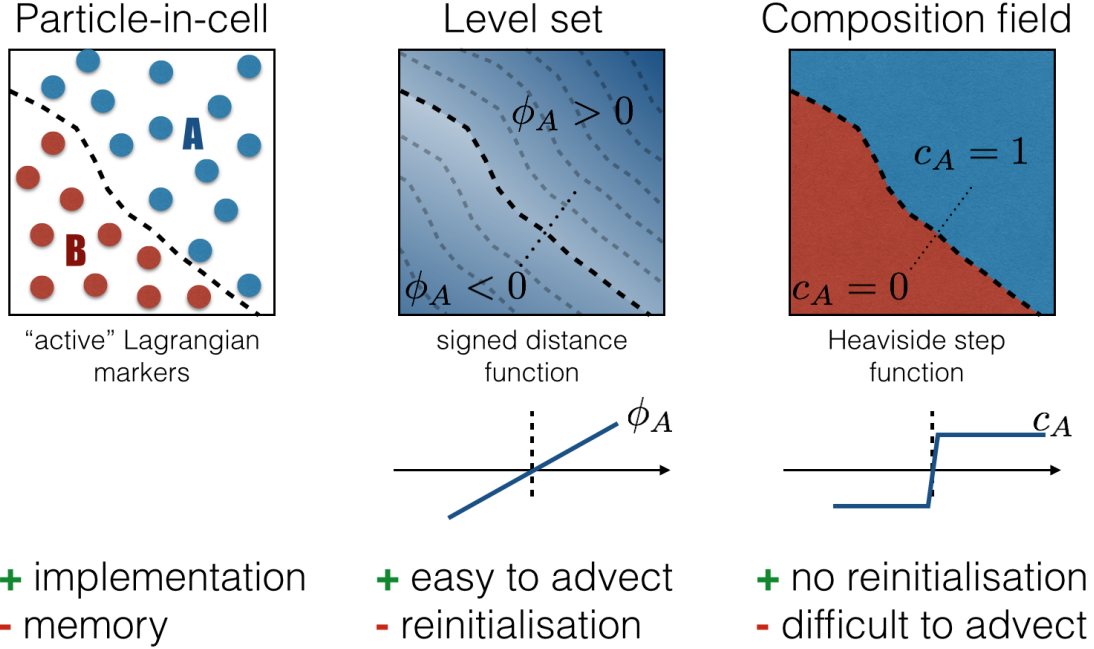 Particle-in-cell
A
B
“active” Lagrangian
markers
+ implementation
- memory
Level set
ϕ_A > 0
ϕ_A < 0
signed distance
function
ϕ_A
+ easy to advect
- reinitialisation
Composition field
c_A = 1
c_A = 0
Heaviside step
function
c_A
+ no reinitialisation
- difficult to advect